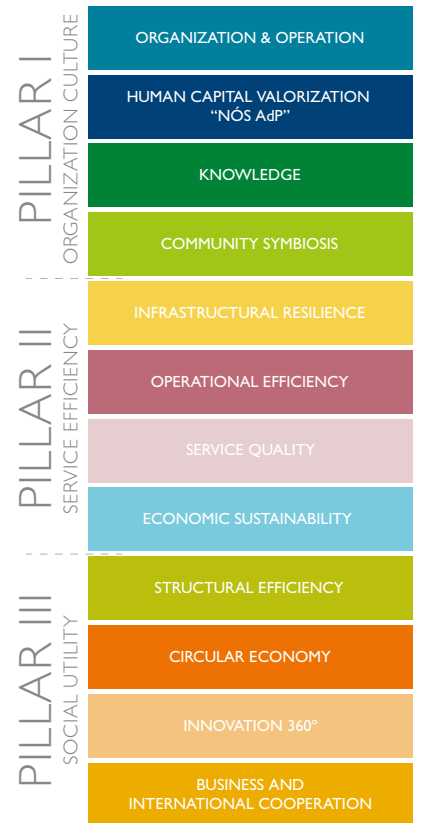 PILLAR I
ORGANIZATION CULTURE
ORGANIZATION & OPERATION
HUMAN CAPITAL VALORIZATION
“NÓS AdP”
KNOWLEDGE
COMMUNITY SYMBIOSIS
PILLAR II
SERVICE EFFICIENCY
INFRASTRUCTURAL RESILIENCE
OPERATIONAL EFFICIENCY
SERVICE QUALITY
ECONOMIC SUSTAINABILITY
PILLAR III
SOCIAL UTILITY
STRUCTURAL EFFICIENCY
CIRCULAR ECONOMY
INNOVATION 360º
BUSINESS AND
INTERNATIONAL COOPERATION